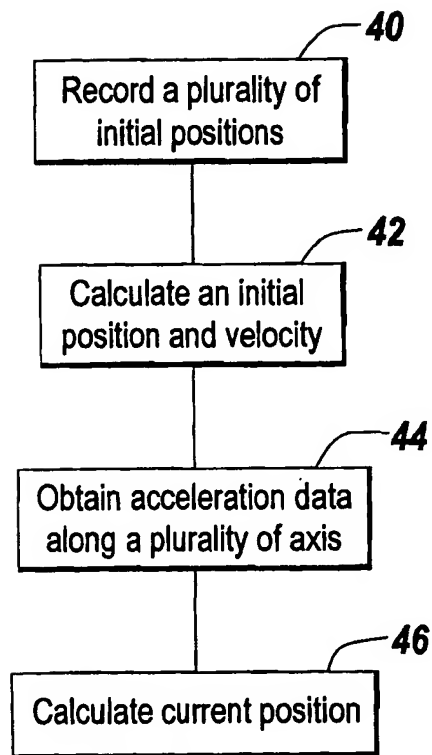 40
Record a plurality of
initial positions
42
Calculate an initial
position and velocity
44
Obtain acceleration data
along a plurality of axis
46
Calculate current position